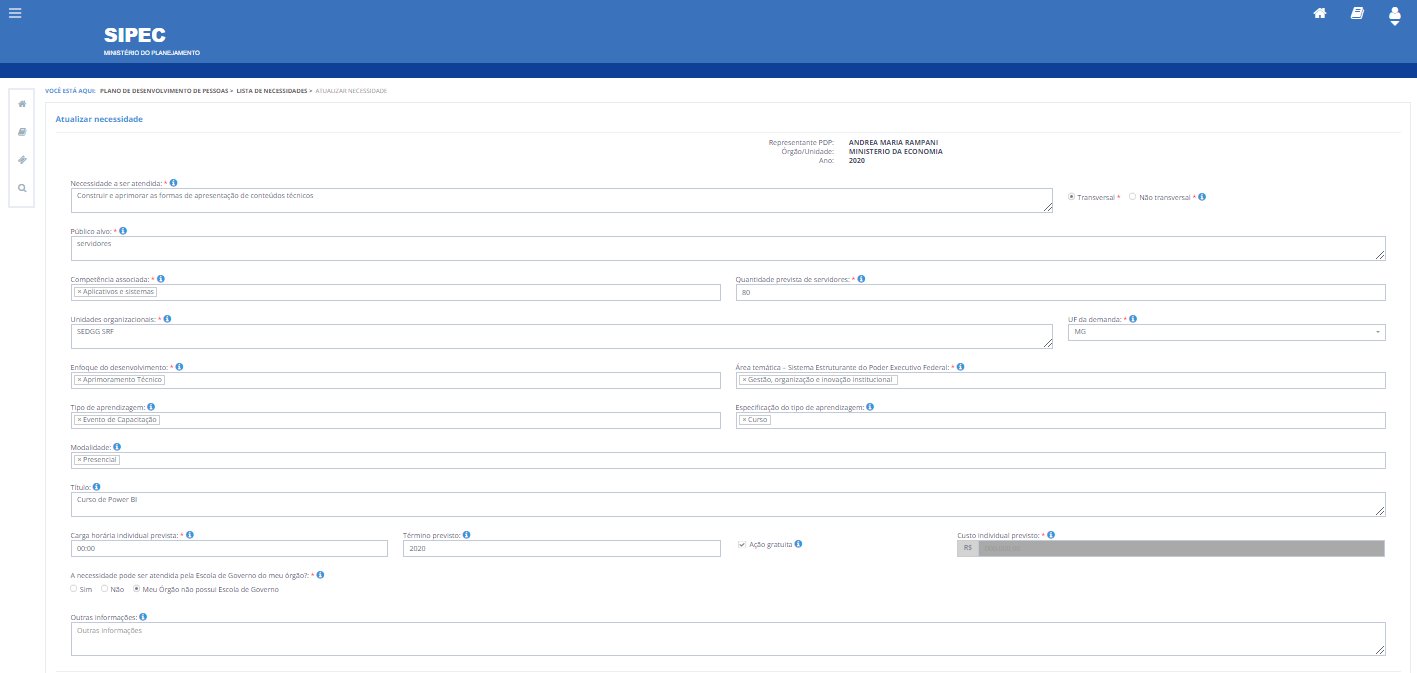 SIPEC
MINISTÉRIO DO PLANEJAMENTO
VOCÊ ESTÁ AQUI: PLANO DE DESENVOLVIMENTO DE PESSOAS > LISTA DE NECESSIDADES > ATUALIZAR NECESSIDADE
Atualizar necessidade
Representante PDP: ANDREA MARIA RAMPANI
Órgão/Unidade: MINISTERIO DA ECONOMIA
Ano: 2020
Necessidade a ser atendida: *
Construir e aprimorar as formas de apresentação de conteúdos técnicos
Transversal * Não transversal *
Público alvo: *
servidores
Competência associada: * Quantidade prevista de servidores: *
× Aplicativos e sistemas 80
Unidades organizacionais: * UF da demanda: *
SEDGG SRF MG
Enfoque do desenvolvimento: * Área temática – Sistema Estruturante do Poder Executivo Federal: *
× Aprimoramento Técnico × Gestão, organização e inovação institucional
Tipo de aprendizagem: Especificação do tipo de aprendizagem:
× Evento de Capacitação × Curso
Modalidade:
× Presencial
Título:
Curso de Power BI
Carga horária individual prevista: * Término previsto: Custo individual previsto: *
00:00 2020 Ação gratuita R$
A necessidade pode ser atendida pela Escola de Governo do meu órgão?: *
Sim Não Meu Órgão não possui Escola de Governo
Outras informações:
Outras informações